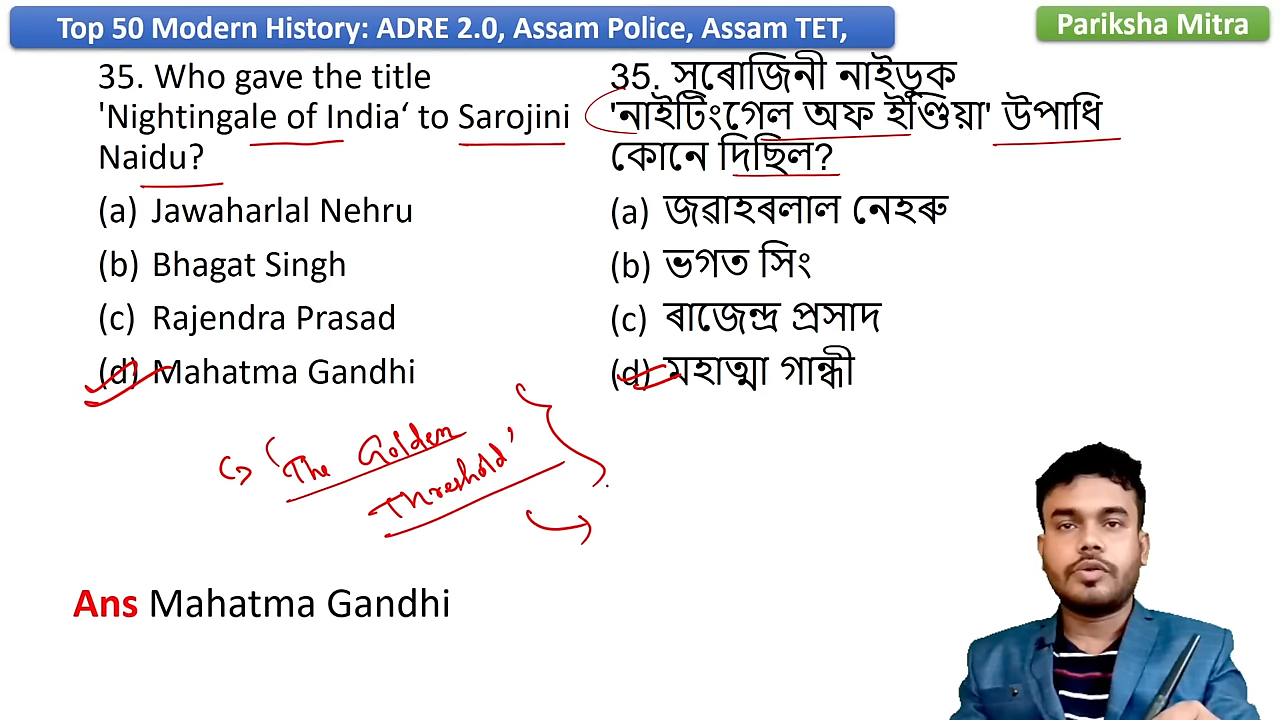 Top 50 Modern History: ADRE 2.0, Assam Police, Assam TET,
Pariksha Mitra
35. Who gave the title
'Nightingale of India‘ to Sarojini
Naidu?
(a) Jawaharlal Nehru
(b) Bhagat Singh
(c) Rajendra Prasad
(d) Mahatma Gandhi
35. সৰোজিনী নাইডুক
'নাইটিংগেল অফ ইণ্ডিয়া' উপাধি
কোনে দিছিল?
(a) জৱাহৰলাল নেহৰু
(b) ভগত সিং
(c) ৰাজেন্দ্ৰ প্ৰসাদ
(d) মহাত্মা গান্ধী
'The Golden
Threshold'
Ans Mahatma Gandhi